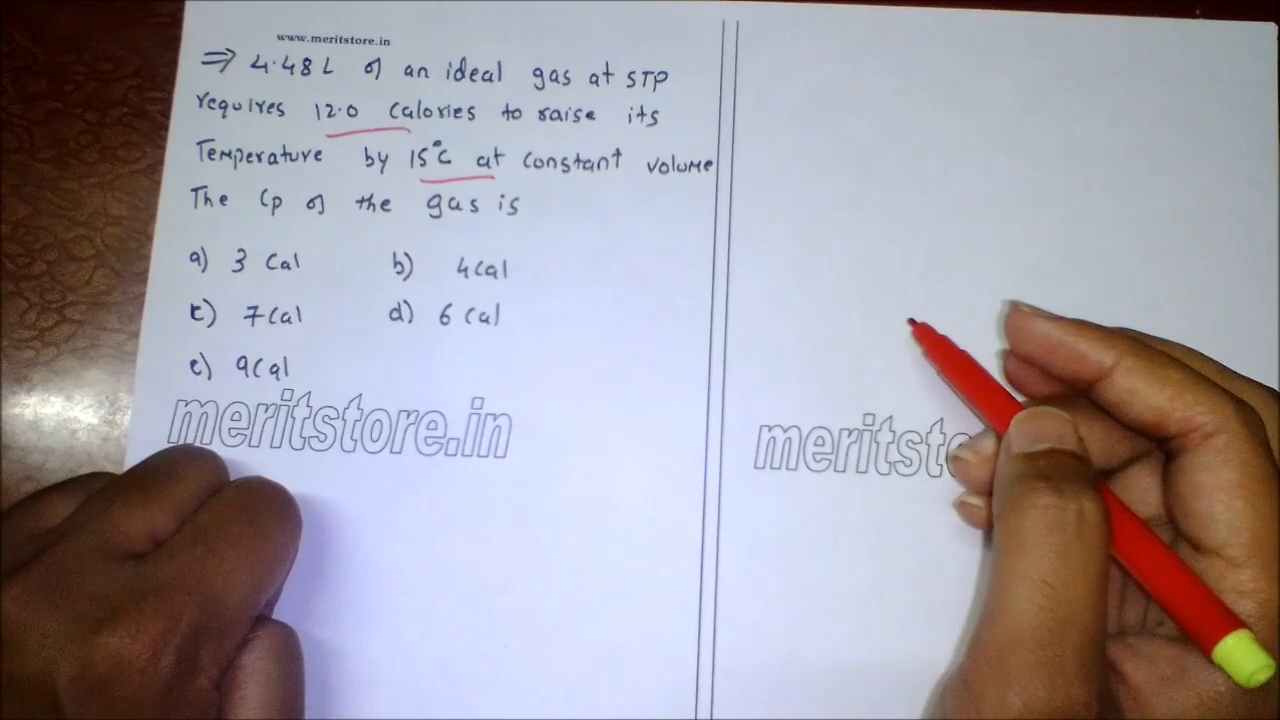 www.meritstore.in
⇒ 4.48L of an ideal gas at STP
requires 12.0 calories to raise its
Temperature by 15°C at constant volume
The Cp of the gas is
a) 3 Cal b) 4 Cal
c) 7 Cal d) 6 Cal
e) 9 Cal
meritstore.in meritsto